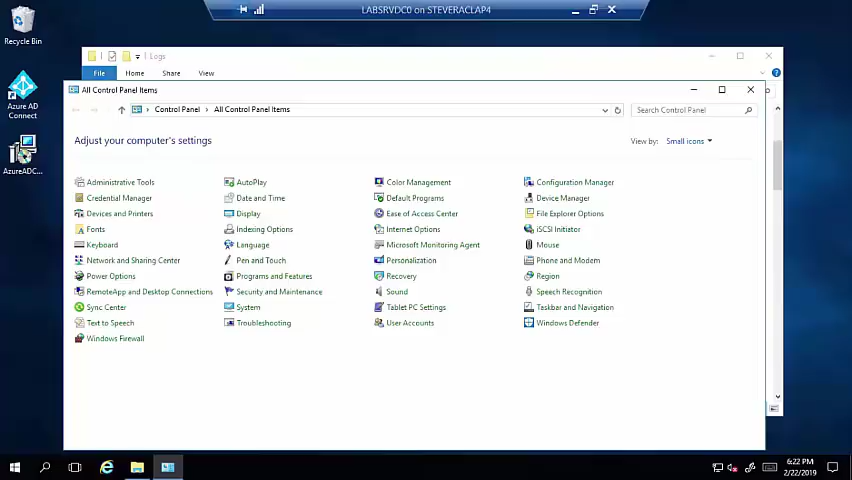 LABSRVDC0 on STEVERACLAP4
Recycle Bin
Azure AD
Connect
AzureADC...
Logs
File Home Share View
All Control Panel Items
Control Panel All Control Panel Items
Search Control Panel
Adjust your computer's settings
View by: Small icons
Administrative Tools AutoPlay Color Management Configuration Manager
Credential Manager Date and Time Default Programs Device Manager
Devices and Printers Display Ease of Access Center File Explorer Options
Fonts Indexing Options Internet Options iSCSI Initiator
Keyboard Language Microsoft Monitoring Agent Mouse
Network and Sharing Center Pen and Touch Personalization Phone and Modem
Power Options Programs and Features Recovery Region
RemoteApp and Desktop Connections Security and Maintenance Sound Speech Recognition
Sync Center System Tablet PC Settings Taskbar and Navigation
Text to Speech Troubleshooting User Accounts Windows Defender
Windows Firewall
6:22 PM
2/22/2019